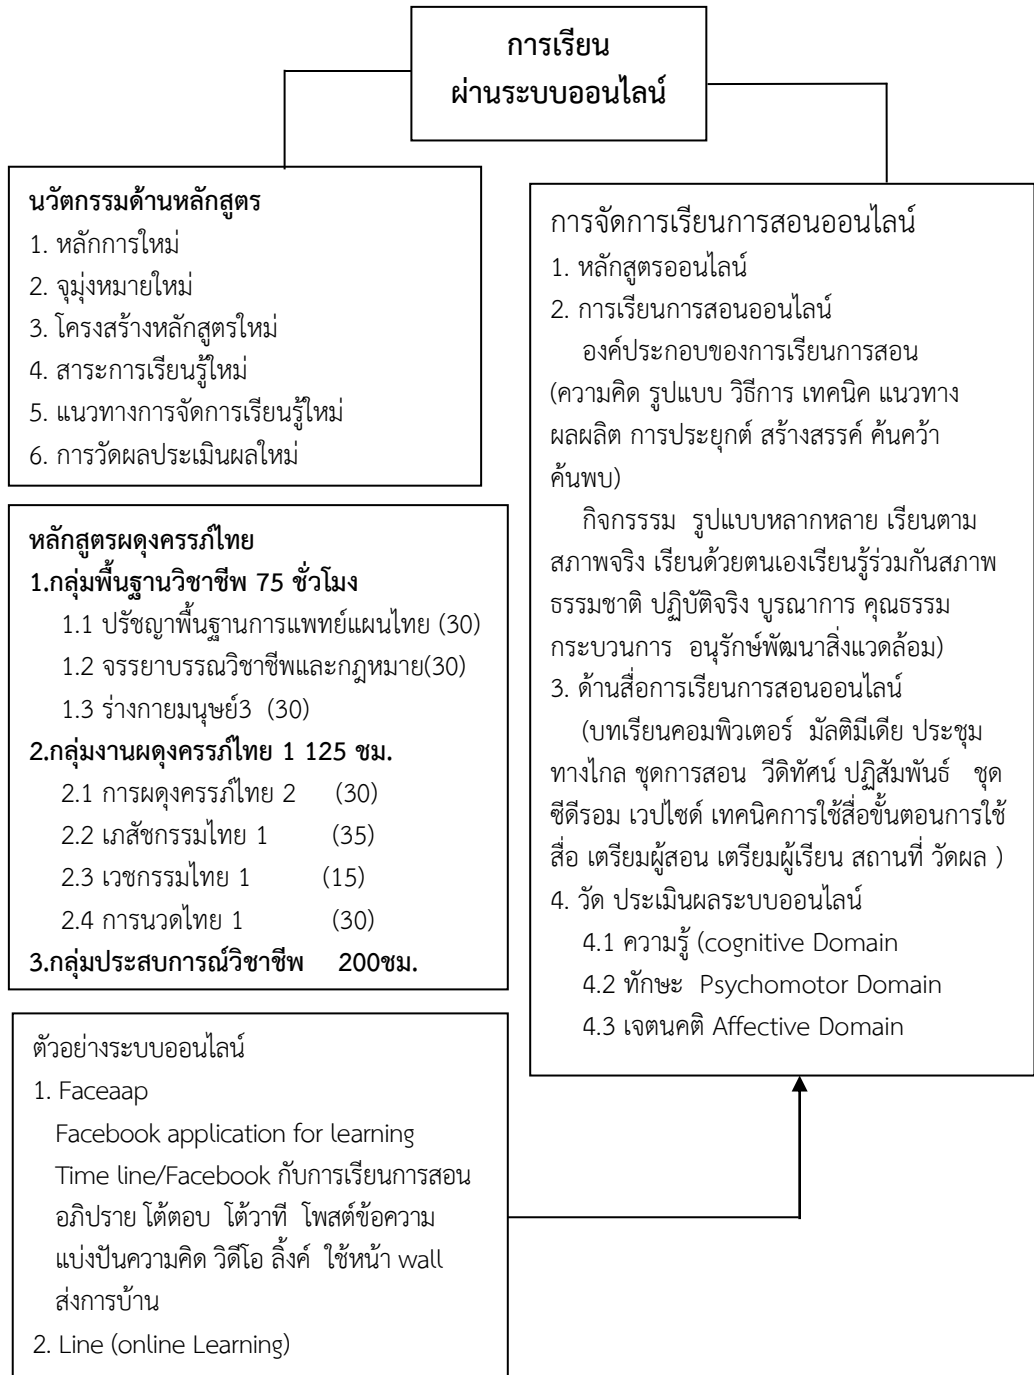 การเรียน
ผ่านระบบออนไลน์
นวัตกรรมด้านหลักสูตร
1. หลักการใหม่
2. จุมุ่งหมายใหม่
3. โครงสร้างหลักสูตรใหม่
4. สาระการเรียนรู้ใหม่
5. แนวทางการจัดการเรียนรู้ใหม่
6. การวัดผลประเมินผลใหม่
หลักสูตรผดุงครรภ์ไทย
1.กลุ่มพื้นฐานวิชาชีพ 75 ชั่วโมง
1.1 ปรัชญาพื้นฐานการแพทย์แผนไทย (30)
1.2 จรรยาบรรณวิชาชีพและกฎหมาย(30)
1.3 ร่างกายมนุษย์3 (30)
2.กลุ่มงานผดุงครรภ์ไทย 1 125 ชม.
2.1 การผดุงครรภ์ไทย 2 (30)
2.2 เภสัชกรรมไทย 1 (35)
2.3 เวชกรรมไทย 1 (15)
2.4 การนวดไทย 1 (30)
3.กลุ่มประสบการณ์วิชาชีพ 200ชม.
ตัวอย่างระบบออนไลน์
1. Faceaap
Facebook application for learning
Time line/Facebook กับการเรียนการสอน
อภิปราย โต้ตอบ โต้วาที โพสต์ข้อความ
แบ่งปันความคิด วิดีโอ ลิ้งค์ ใช้หน้า wall
ส่งการบ้าน
2. Line (online Learning)
การจัดการเรียนการสอนออนไลน์
1. หลักสูตรออนไลน์
2. การเรียนการสอนออนไลน์
องค์ประกอบของการเรียนการสอน
(ความคิด รูปแบบ วิธีการ เทคนิค แนวทาง
ผลผลิต การประยุกต์ สร้างสรรค์ ค้นคว้า
ค้นพบ)
กิจกรรรม รูปแบบหลากหลาย เรียนตาม
สภาพจริง เรียนด้วยตนเองเรียนรู้ร่วมกันสภาพ
ธรรมชาติ ปฏิบัติจริง บูรณาการ คุณธรรม
กระบวนการ อนุรักษ์พัฒนาสิ่งแวดล้อม)
3. ด้านสื่อการเรียนการสอนออนไลน์
(บทเรียนคอมพิวเตอร์ มัลติมีเดีย ประชุม
ทางไกล ชุดการสอน วีดิทัศน์ ปฏิสัมพันธ์ ชุด
ซีดีรอม เวปไซด์ เทคนิคการใช้สื่อขั้นตอนการใช้
สื่อ เตรียมผู้สอน เตรียมผู้เรียน สถานที่ วัดผล )
4. วัด ประเมินผลระบบออนไลน์
4.1 ความรู้ (cognitive Domain
4.2 ทักษะ Psychomotor Domain
4.3 เจตนคติ Affective Domain